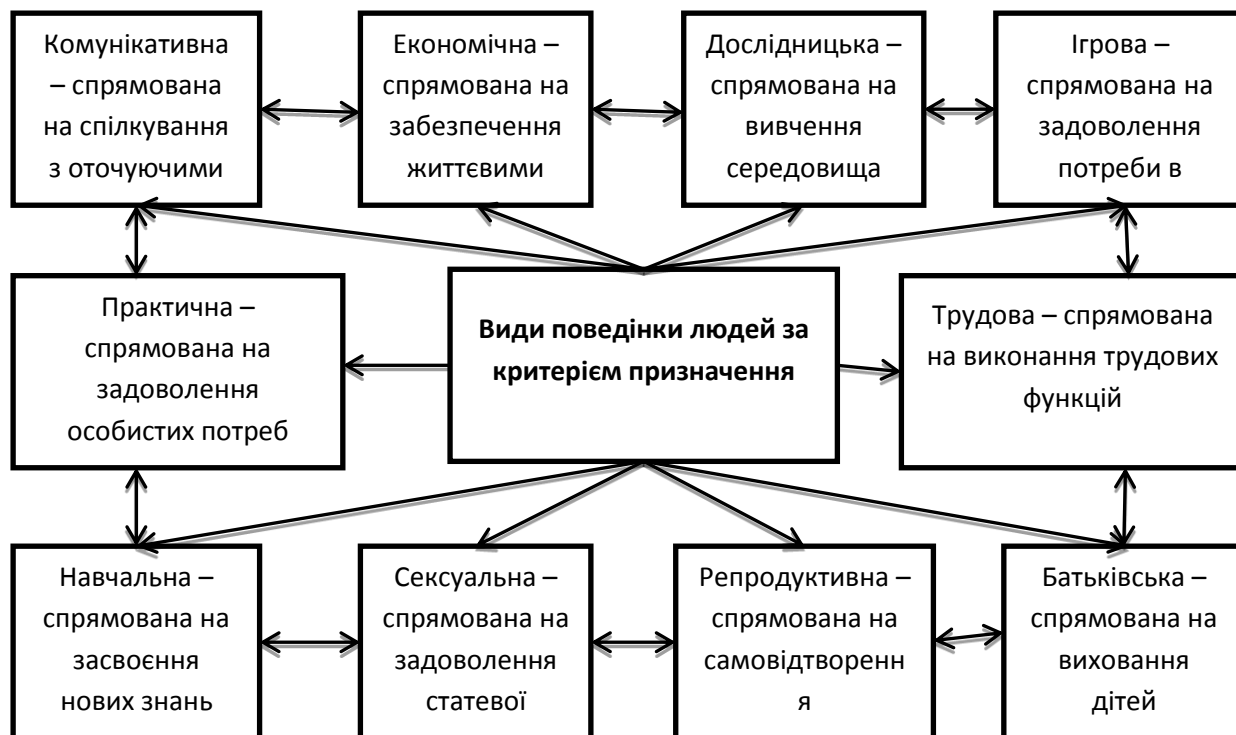 Комунікативна
– спрямована
на спілкування
з оточуючими
Економічна –
спрямована на
забезпечення
життєвими
Дослідницька –
спрямована на
вивчення
середовища
Ігрова –
спрямована на
задоволення
потреби в
Практична –
спрямована на
задоволення
особистих потреб
Види поведінки людей за
критерієм призначення
Трудова – спрямована
на виконання трудових
функцій
Навчальна –
спрямована на
засвоєння
нових знань
Сексуальна –
спрямована на
задоволення
статевої
Репродуктивна –
спрямована на
самовідтворенн
я
Батьківська –
спрямована на
виховання
дітей